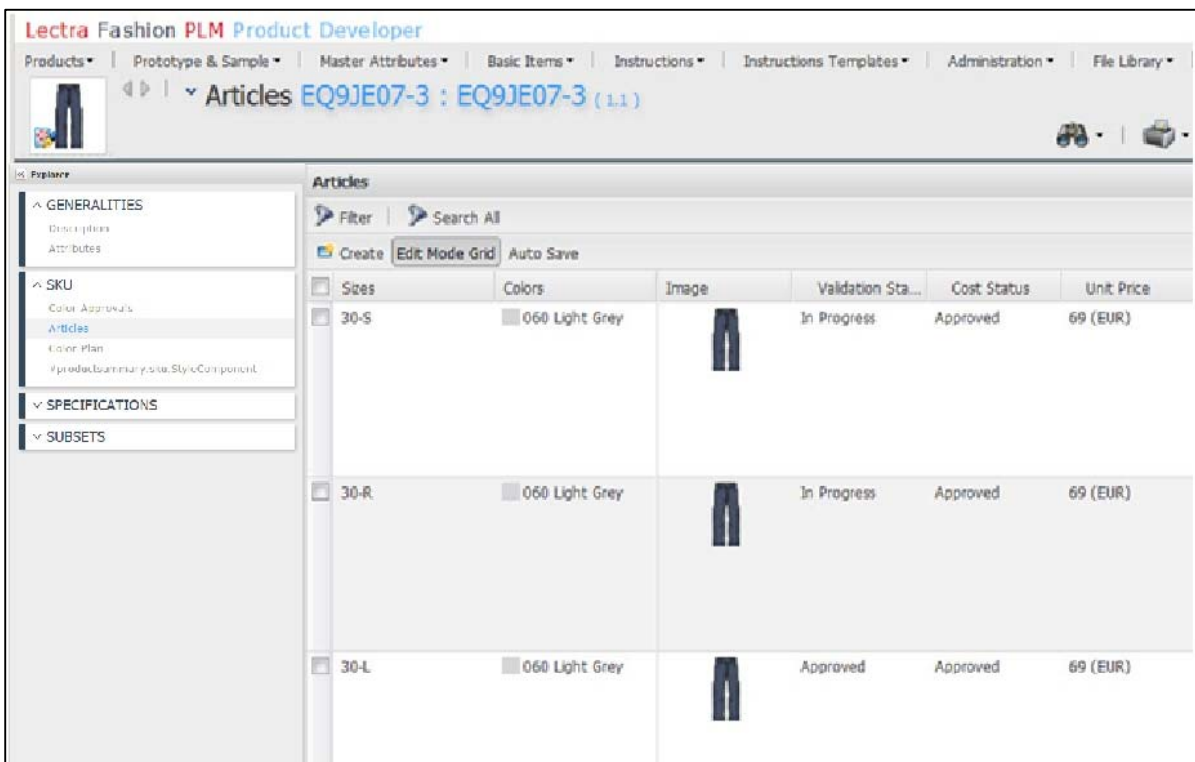 Lectra Fashion PLM Product Developer
Products | Prototype & Sample | Master Attributes | Basic Items | Instructions | Instructions Templates | Administration | File Library
Articles EQ9JE07-3 : EQ9JE07-3 (1.1)
Explorer
GENERALITIES
Description
Attributes
SKU
Color Approvals
Articles
Color Plan
#productsummary.sku.StyleComponent
SPECIFICATIONS
SUBSETS
Articles
Filter | Search All
Create Edit Mode Grid Auto Save
Sizes Colors Image Validation Sta... Cost Status Unit Price
30-S 060 Light Grey In Progress Approved 69 (EUR)
30-R 060 Light Grey In Progress Approved 69 (EUR)
30-L 060 Light Grey Approved Approved 69 (EUR)